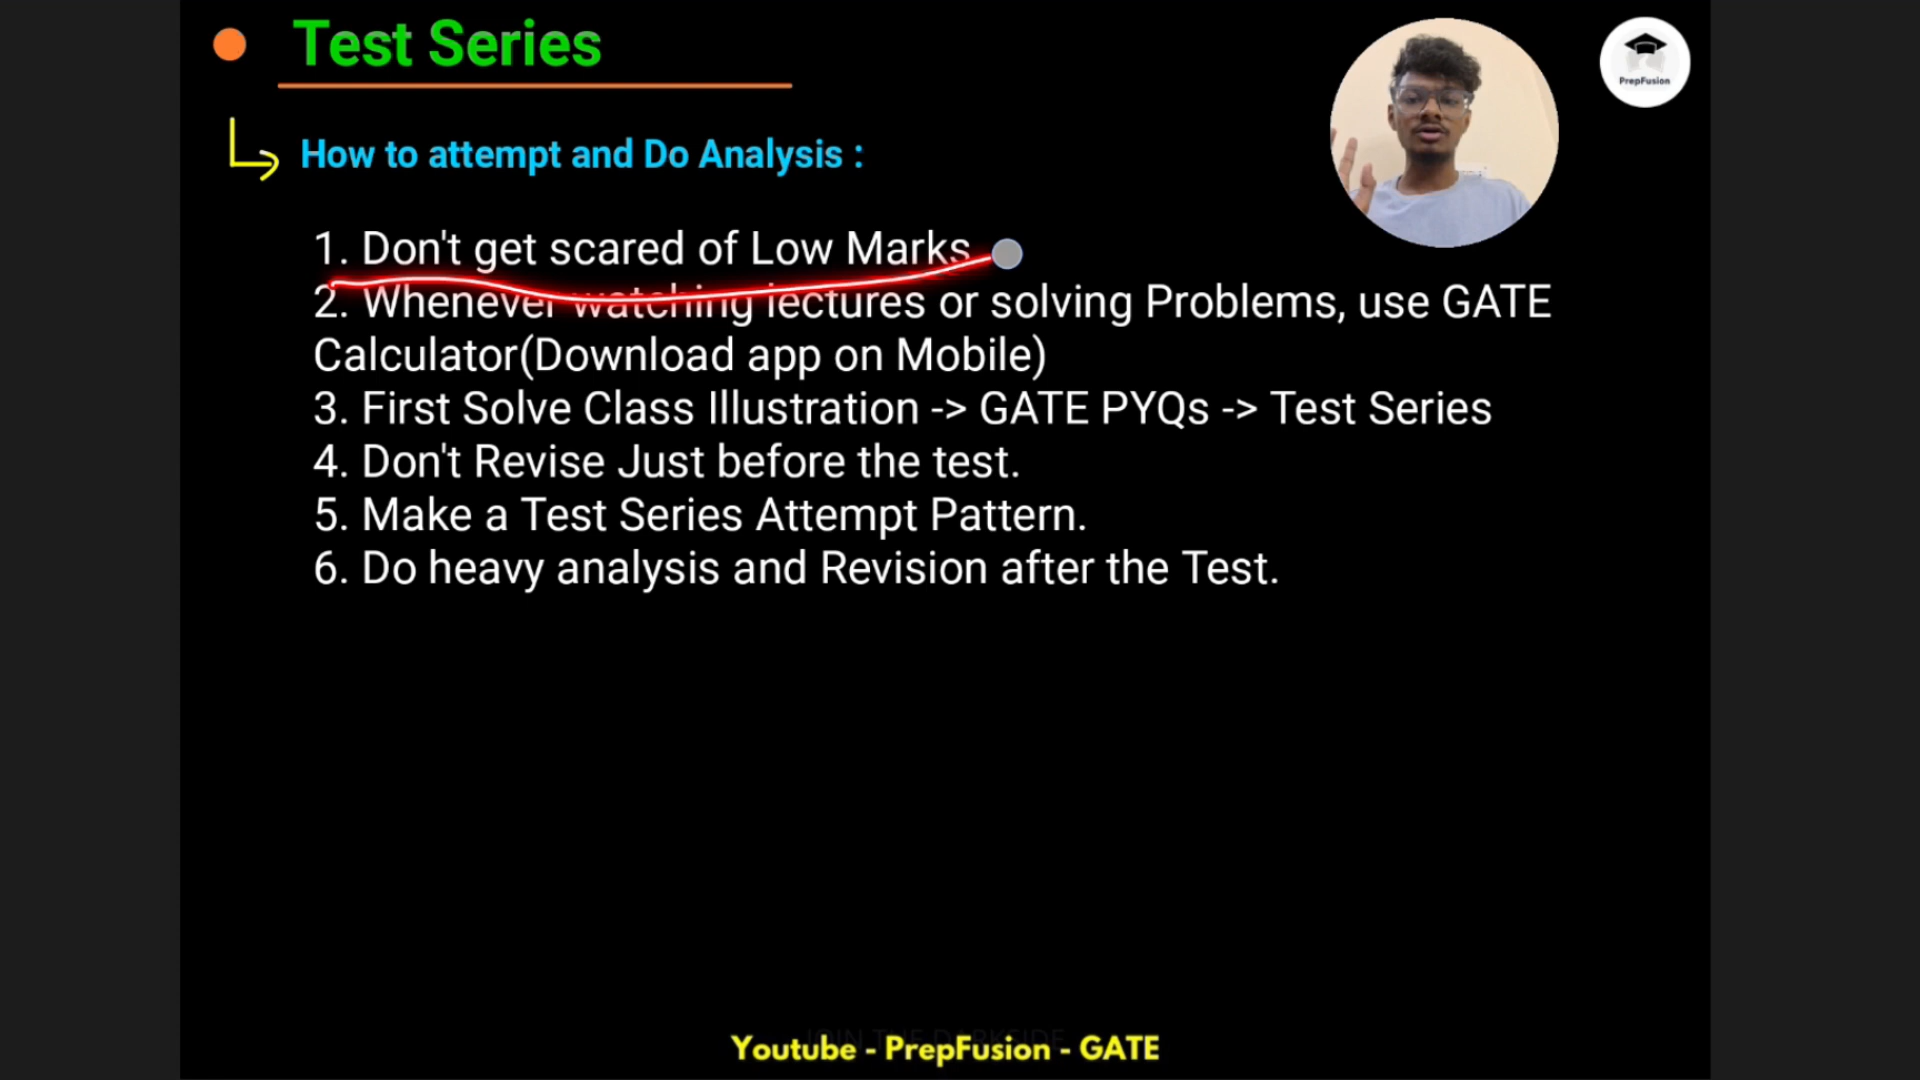 Test Series
PrepFusion
How to attempt and Do Analysis :
1. Don't get scared of Low Marks
2. Whenever watching lectures or solving Problems, use GATE
Calculator(Download app on Mobile)
3. First Solve Class Illustration -> GATE PYQs -> Test Series
4. Don't Revise Just before the test.
5. Make a Test Series Attempt Pattern.
6. Do heavy analysis and Revision after the Test.
Youtube - PrepFusion - GATE